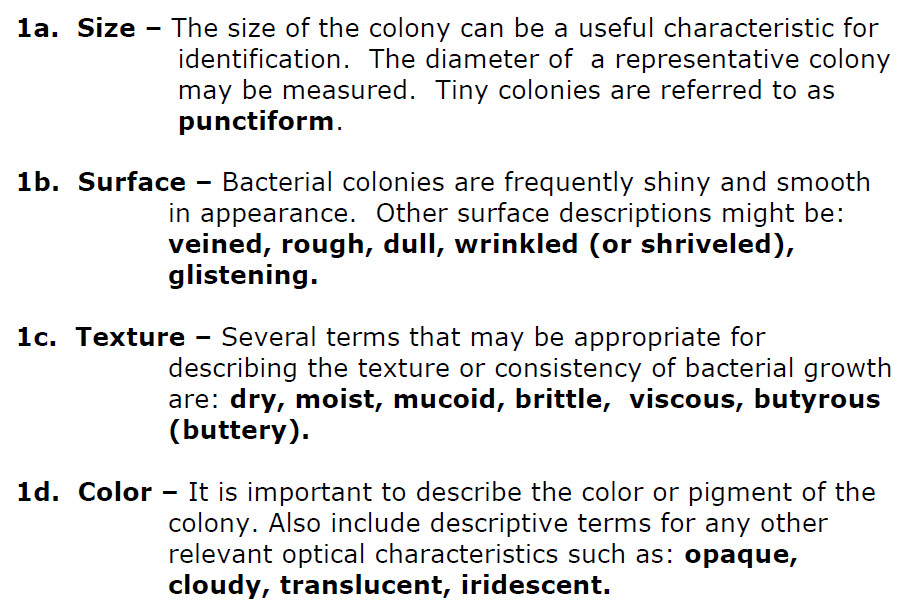 1a. Size – The size of the colony can be a useful characteristic for
identification. The diameter of a representative colony
may be measured. Tiny colonies are referred to as
punctiform.
1b. Surface – Bacterial colonies are frequently shiny and smooth
in appearance. Other surface descriptions might be:
veined, rough, dull, wrinkled (or shriveled),
glistening.
1c. Texture – Several terms that may be appropriate for
describing the texture or consistency of bacterial growth
are: dry, moist, mucoid, brittle, viscous, butyrous
(buttery).
1d. Color – It is important to describe the color or pigment of the
colony. Also include descriptive terms for any other
relevant optical characteristics such as: opaque,
cloudy, translucent, iridescent.